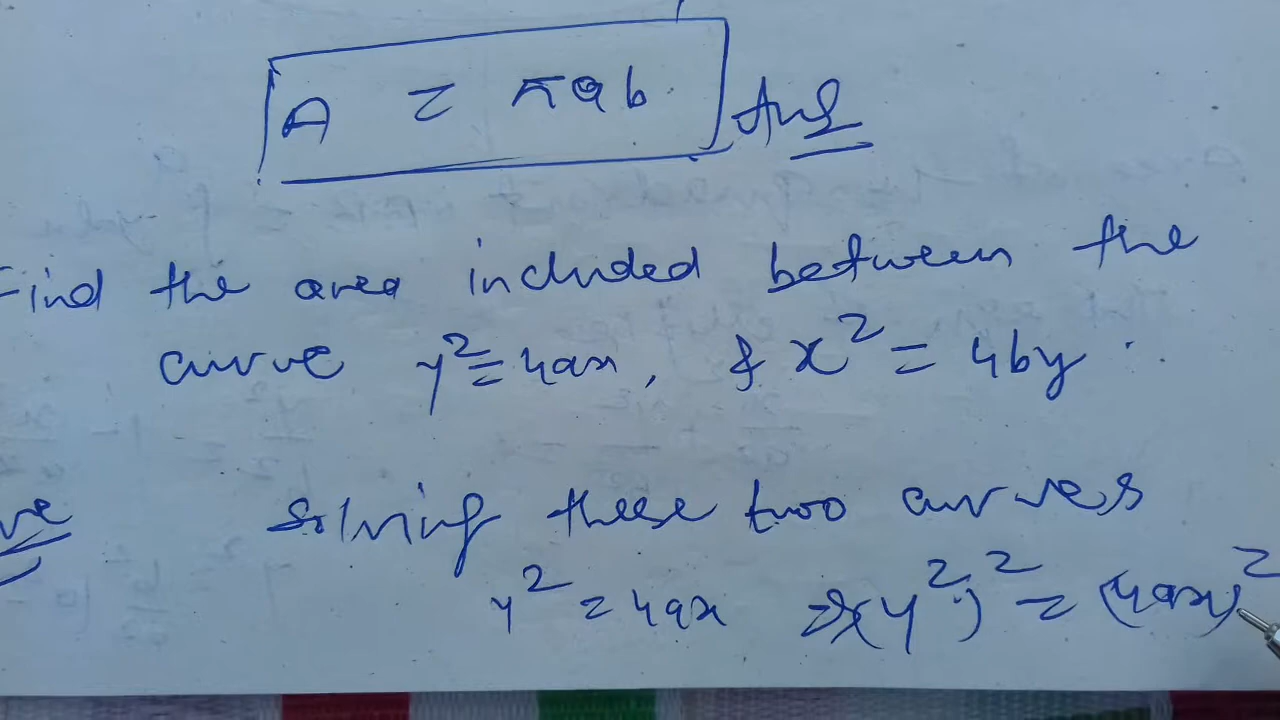 A = πab Ans
Find the area included between the
curve y² = 4ax, & x² = 4by.
Solving these two curves
y² = 4ax ⇒ (y²)² = (4ax)²